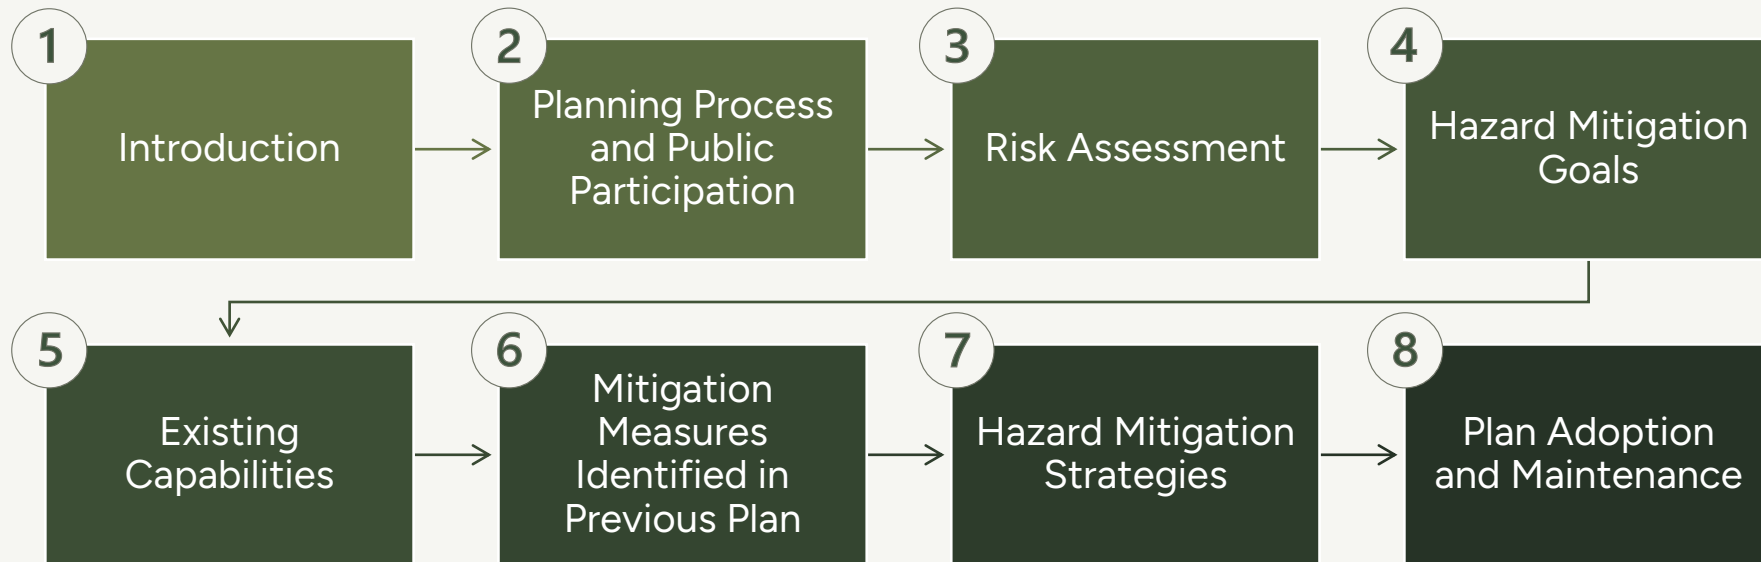 1
Introduction
2
Planning Process
and Public
Participation
3
Risk Assessment
4
Hazard Mitigation
Goals
5
Existing
Capabilities
6
Mitigation
Measures
Identified in
Previous Plan
7
Hazard Mitigation
Strategies
8
Plan Adoption
and Maintenance